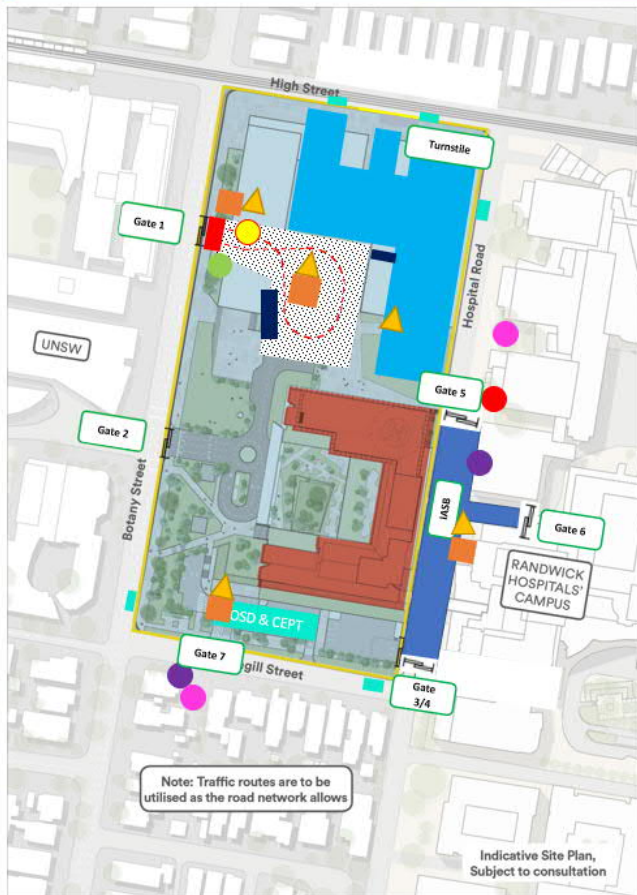 High Street
Turnstile
Gate 1
Hospital Road
UNSW
Gate 5
Gate 2
IASB
Gate 6
Botany Street
RANDWICK
HOSPITALS'
CAMPUS
OSD & CEPT
Gate 7
Street
Gate
3/4
Note: Traffic routes are to be
utilised as the road network allows
Indicative Site Plan,
Subject to consultation